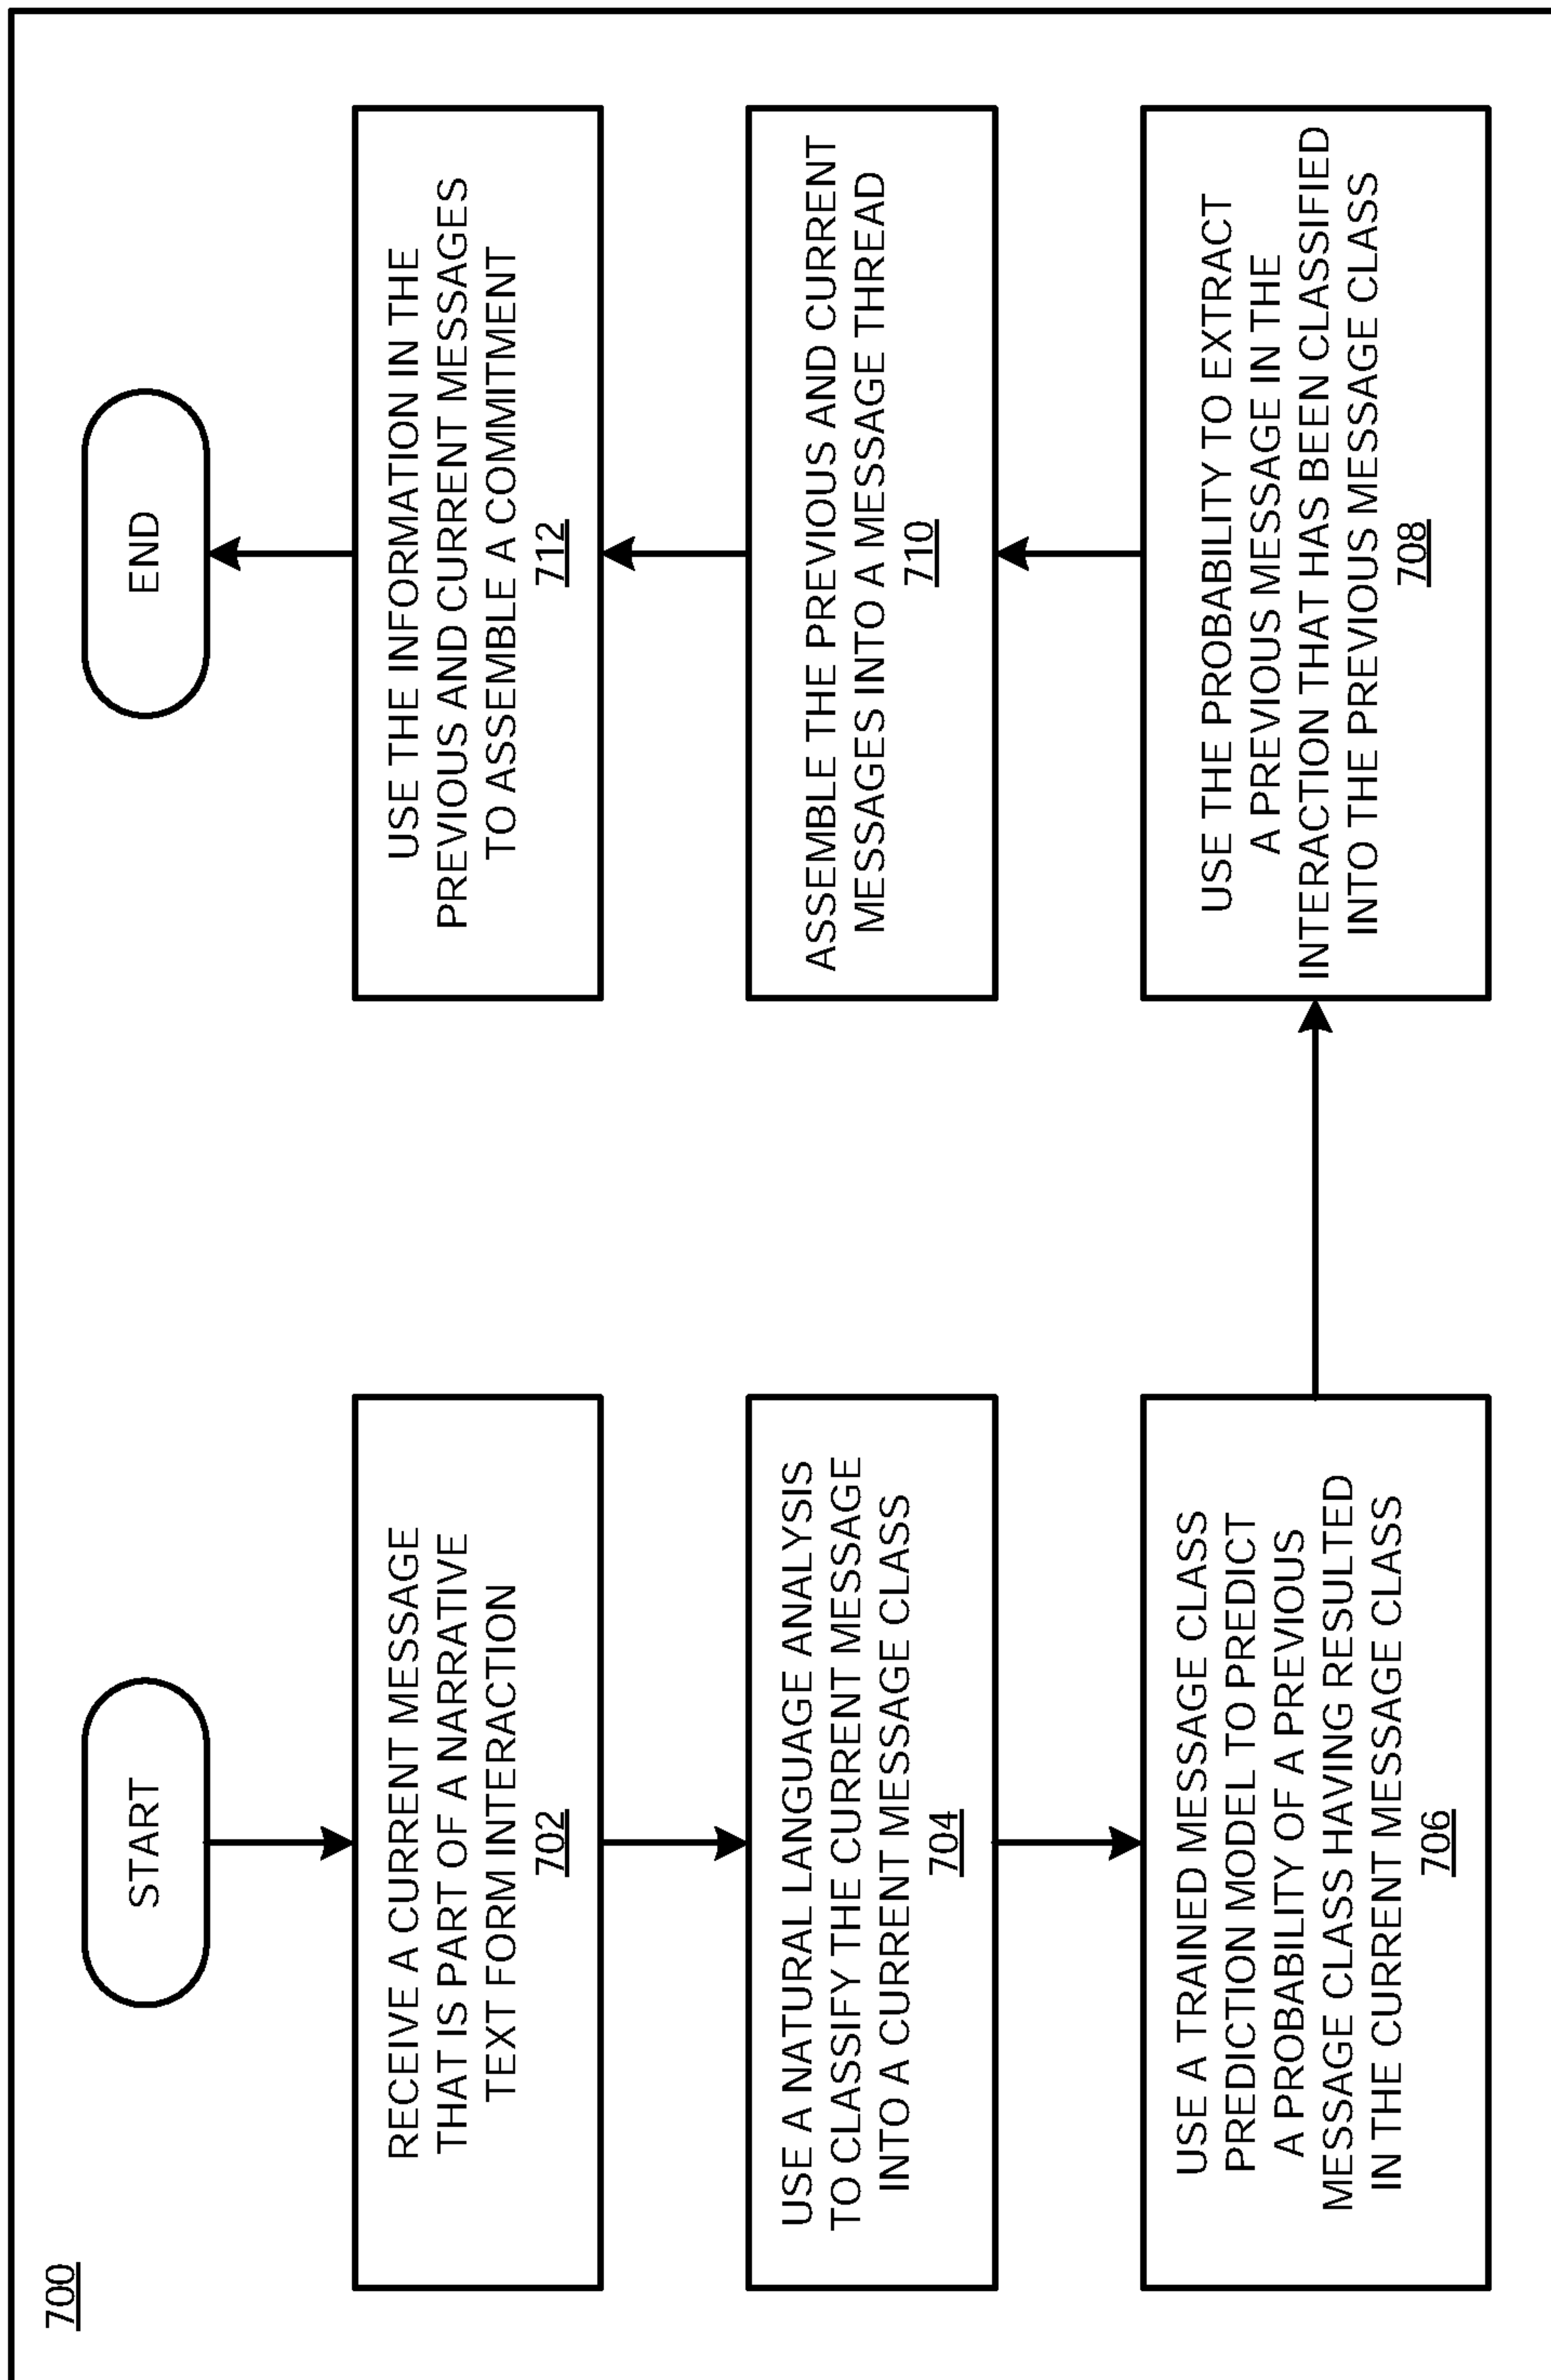 700
START
RECEIVE A CURRENT MESSAGE
THAT IS PART OF A NARRATIVE
TEXT FORM INTERACTION
702
USE A NATURAL LANGUAGE ANALYSIS
TO CLASSIFY THE CURRENT MESSAGE
INTO A CURRENT MESSAGE CLASS
704
USE A TRAINED MESSAGE CLASS
PREDICTION MODEL TO PREDICT
A PROBABILITY OF A PREVIOUS
MESSAGE CLASS HAVING RESULTED
IN THE CURRENT MESSAGE CLASS
706
USE THE PROBABILITY TO EXTRACT
A PREVIOUS MESSAGE IN THE
INTERACTION THAT HAS BEEN CLASSIFIED
INTO THE PREVIOUS MESSAGE CLASS
708
ASSEMBLE THE PREVIOUS AND CURRENT
MESSAGES INTO A MESSAGE THREAD
710
USE THE INFORMATION IN THE
PREVIOUS AND CURRENT MESSAGES
TO ASSEMBLE A COMMITMENT
712
END